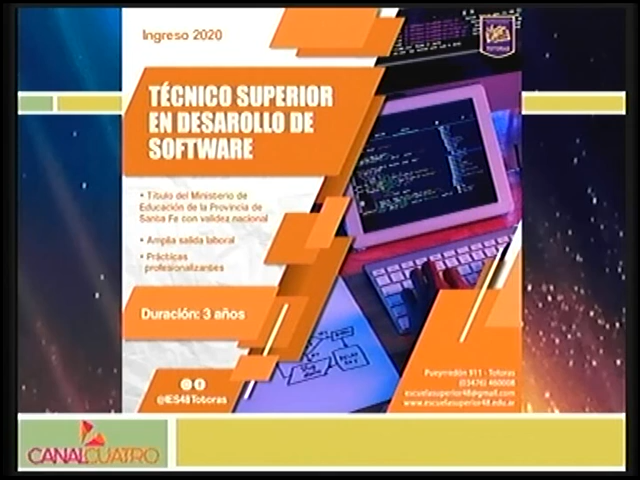 Ingreso 2020
TOTORAS
TÉCNICO SUPERIOR
EN DESAROLLO DE
SOFTWARE
• Título del Ministerio de
Educación de la Provincia de
Santa Fe con validez nacional
• Amplia salida laboral
• Prácticas
profesionalizantes
Duración: 3 años
@IES48Totoras
Pueyrredón 911 - Totoras
(03476) 460008
escuelasuperior48@gmail.com
www.escuelasuperior48.edu.ar
CANALCUATRO